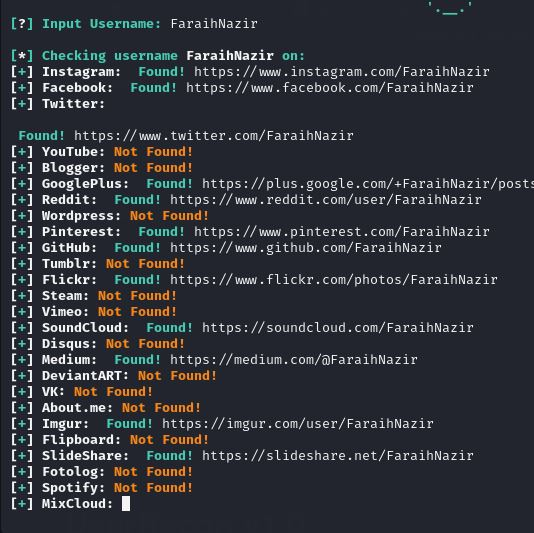 '.__.'
[?] Input Username: FaraihNazir
[*] Checking username FaraihNazir on:
[+] Instagram: Found! https://www.instagram.com/FaraihNazir
[+] Facebook: Found! https://www.facebook.com/FaraihNazir
[+] Twitter:
Found! https://www.twitter.com/FaraihNazir
[+] YouTube: Not Found!
[+] Blogger: Not Found!
[+] GooglePlus: Found! https://plus.google.com/+FaraihNazir/posts
[+] Reddit: Found! https://www.reddit.com/user/FaraihNazir
[+] Wordpress: Not Found!
[+] Pinterest: Found! https://www.pinterest.com/FaraihNazir
[+] GitHub: Found! https://www.github.com/FaraihNazir
[+] Tumblr: Not Found!
[+] Flickr: Found! https://www.flickr.com/photos/FaraihNazir
[+] Steam: Not Found!
[+] Vimeo: Not Found!
[+] SoundCloud: Found! https://soundcloud.com/FaraihNazir
[+] Disqus: Not Found!
[+] Medium: Found! https://medium.com/@FaraihNazir
[+] DeviantART: Not Found!
[+] VK: Not Found!
[+] About.me: Not Found!
[+] Imgur: Found! https://imgur.com/user/FaraihNazir
[+] Flipboard: Not Found!
[+] SlideShare: Found! https://slideshare.net/FaraihNazir
[+] Fotolog: Not Found!
[+] Spotify: Not Found!
[+] MixCloud: